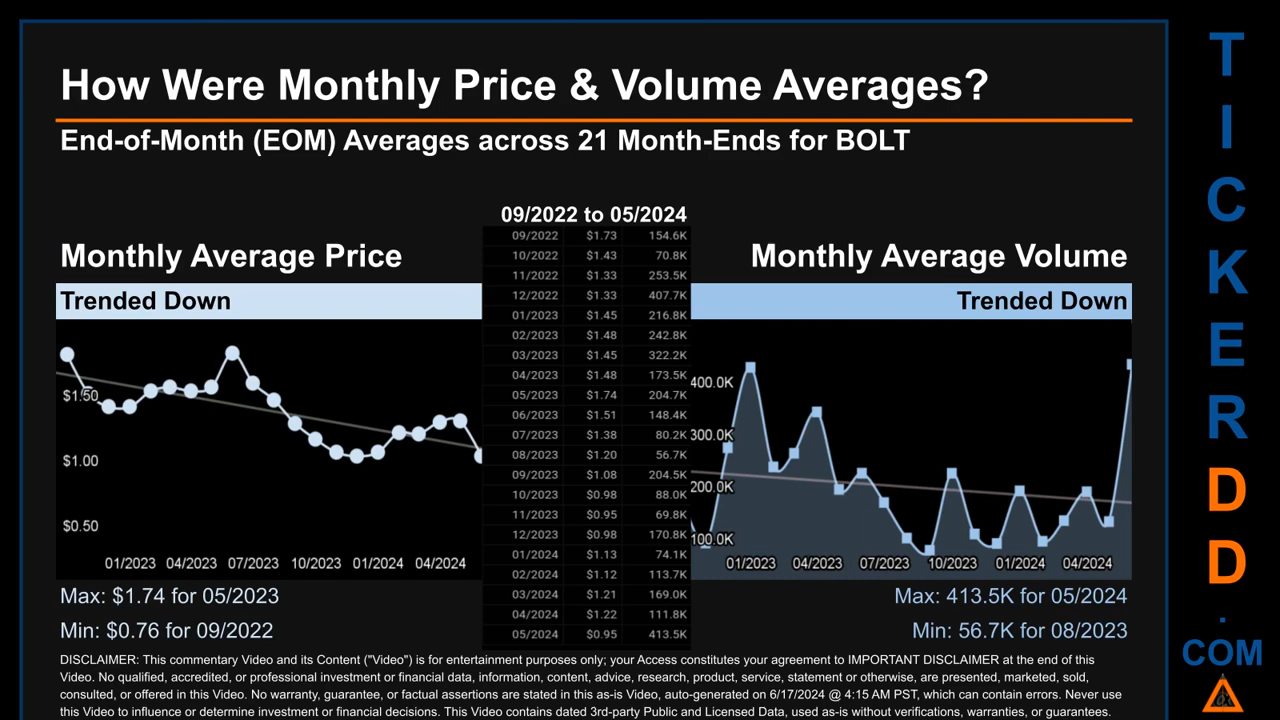 How Were Monthly Price & Volume Averages?
End-of-Month (EOM) Averages across 21 Month-Ends for BOLT
09/2022 to 05/2024
Monthly Average Price
Trended Down
$1.50
$1.00
$0.50
01/2023 04/2023 07/2023 10/2023 01/2024 04/2024
Max: $1.74 for 05/2023
Min: $0.76 for 09/2022
09/2022 $1.73 154.6K
10/2022 $1.43 70.8K
11/2022 $1.33 253.5K
12/2022 $1.33 407.7K
01/2023 $1.45 216.8K
02/2023 $1.48 242.8K
03/2023 $1.45 322.2K
04/2023 $1.48 173.5K
05/2023 $1.74 204.7K
06/2023 $1.51 148.4K
07/2023 $1.38 80.2K
08/2023 $1.20 56.7K
09/2023 $1.08 204.5K
10/2023 $0.98 88.0K
11/2023 $0.95 69.8K
12/2023 $0.98 170.8K
01/2024 $1.13 74.1K
02/2024 $1.12 113.7K
03/2024 $1.21 169.0K
04/2024 $1.22 111.8K
05/2024 $0.95 413.5K
Monthly Average Volume
Trended Down
400.0K
300.0K
200.0K
100.0K
01/2023 04/2023 07/2023 10/2023 01/2024 04/2024
Max: 413.5K for 05/2024
Min: 56.7K for 08/2023
DISCLAIMER: This commentary Video and its Content ("Video") is for entertainment purposes only; your Access constitutes your agreement to IMPORTANT DISCLAIMER at the end of this
Video. No qualified, accredited, or professional investment or financial data, information, content, advice, research, product, service, statement or otherwise, are presented, marketed, sold,
consulted, or offered in this Video. No warranty, guarantee, or factual assertions are stated in this as-is Video, auto-generated on 6/17/2024 @ 4:15 AM PST, which can contain errors. Never use
this Video to influence or determine investment or financial decisions. This Video contains dated 3rd-party Public and Licensed Data, used as-is without verifications, warranties, or guarantees.
T
I
C
K
E
R
D
D
.
COM